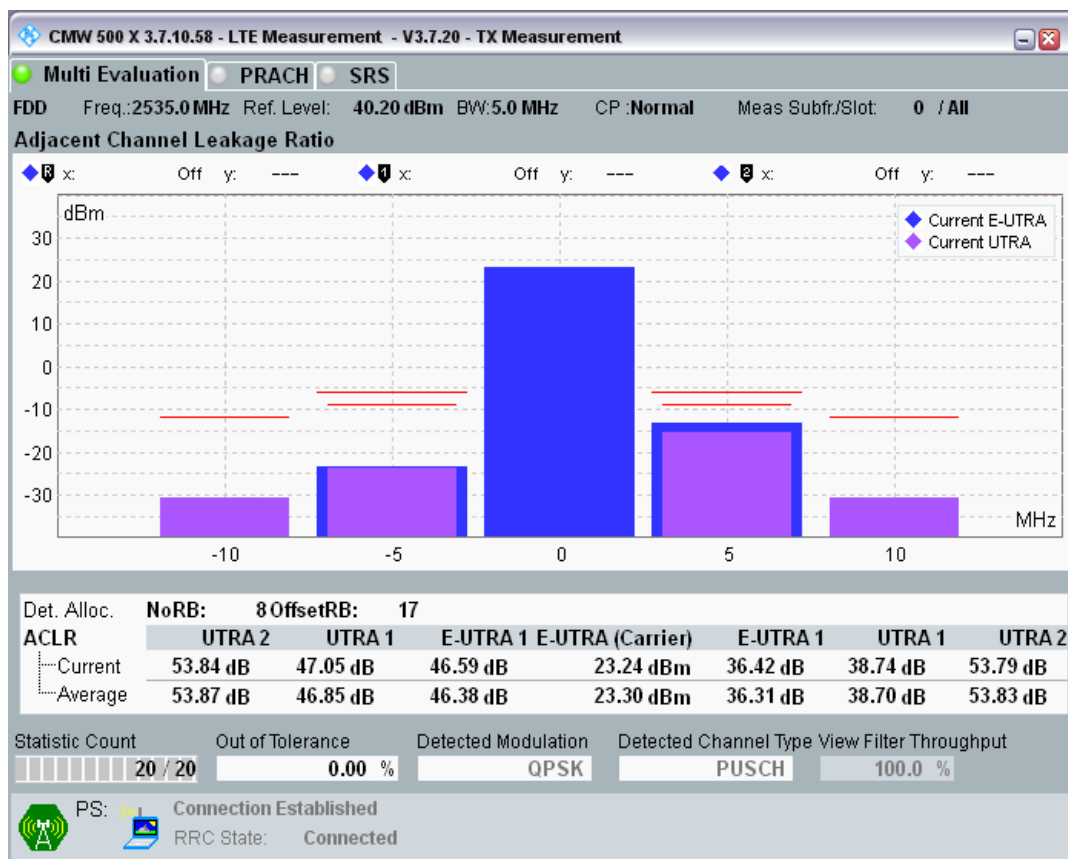 CMW 500 X 3.7.10.58 - LTE Measurement - V3.7.20 - TX Measurement
Multi Evaluation PRACH SRS
FDD Freq.:2535.0 MHz Ref. Level: 40.20 dBm BW:5.0 MHz CP :Normal Meas Subfr./Slot: 0 / All
Adjacent Channel Leakage Ratio
R x: Off y: --- 1 x: Off y: --- 2 x: Off y: ---
dBm
Current E-UTRA
Current UTRA
30
20
10
0
-10
-20
-30
MHz
-10 -5 0 5 10
Det. Alloc. NoRB: 8 OffsetRB: 17
ACLR UTRA 2 UTRA 1 E-UTRA 1 E-UTRA (Carrier) E-UTRA 1 UTRA 1 UTRA 2
Current 53.84 dB 47.05 dB 46.59 dB 23.24 dBm 36.42 dB 38.74 dB 53.79 dB
Average 53.87 dB 46.85 dB 46.38 dB 23.30 dBm 36.31 dB 38.70 dB 53.83 dB
Statistic Count Out of Tolerance Detected Modulation Detected Channel Type View Filter Throughput
20 / 20 0.00 % QPSK PUSCH 100.0 %
PS: Connection Established
RRC State: Connected